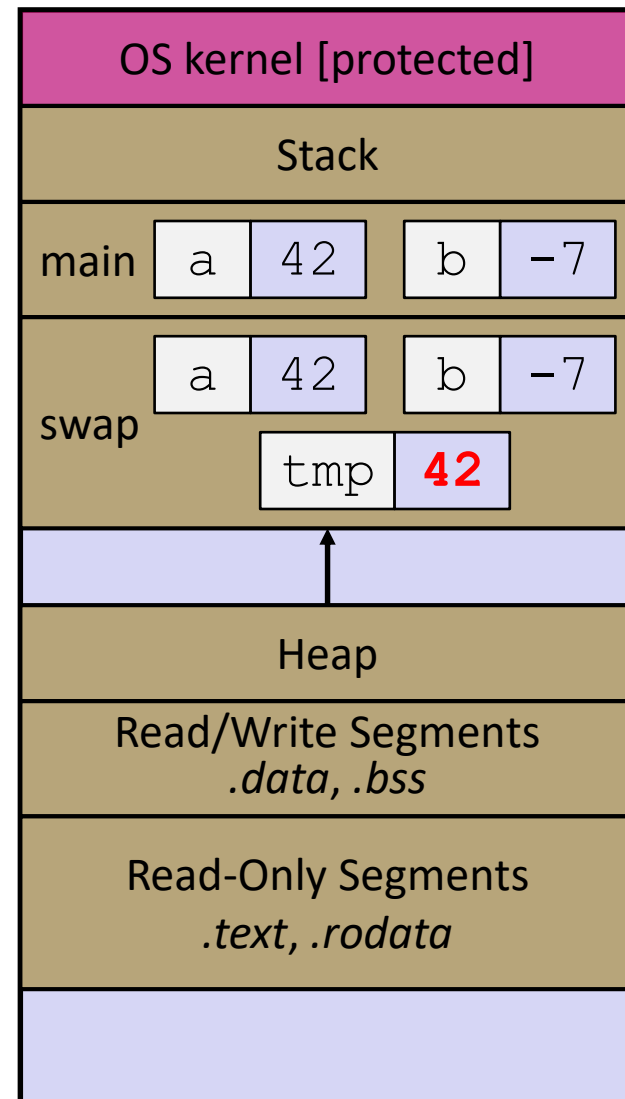 OS kernel [protected]
Stack
main a 42 b -7
a 42 b -7
swap
tmp 42
Heap
Read/Write Segments
.data, .bss
Read-Only Segments
.text, .rodata